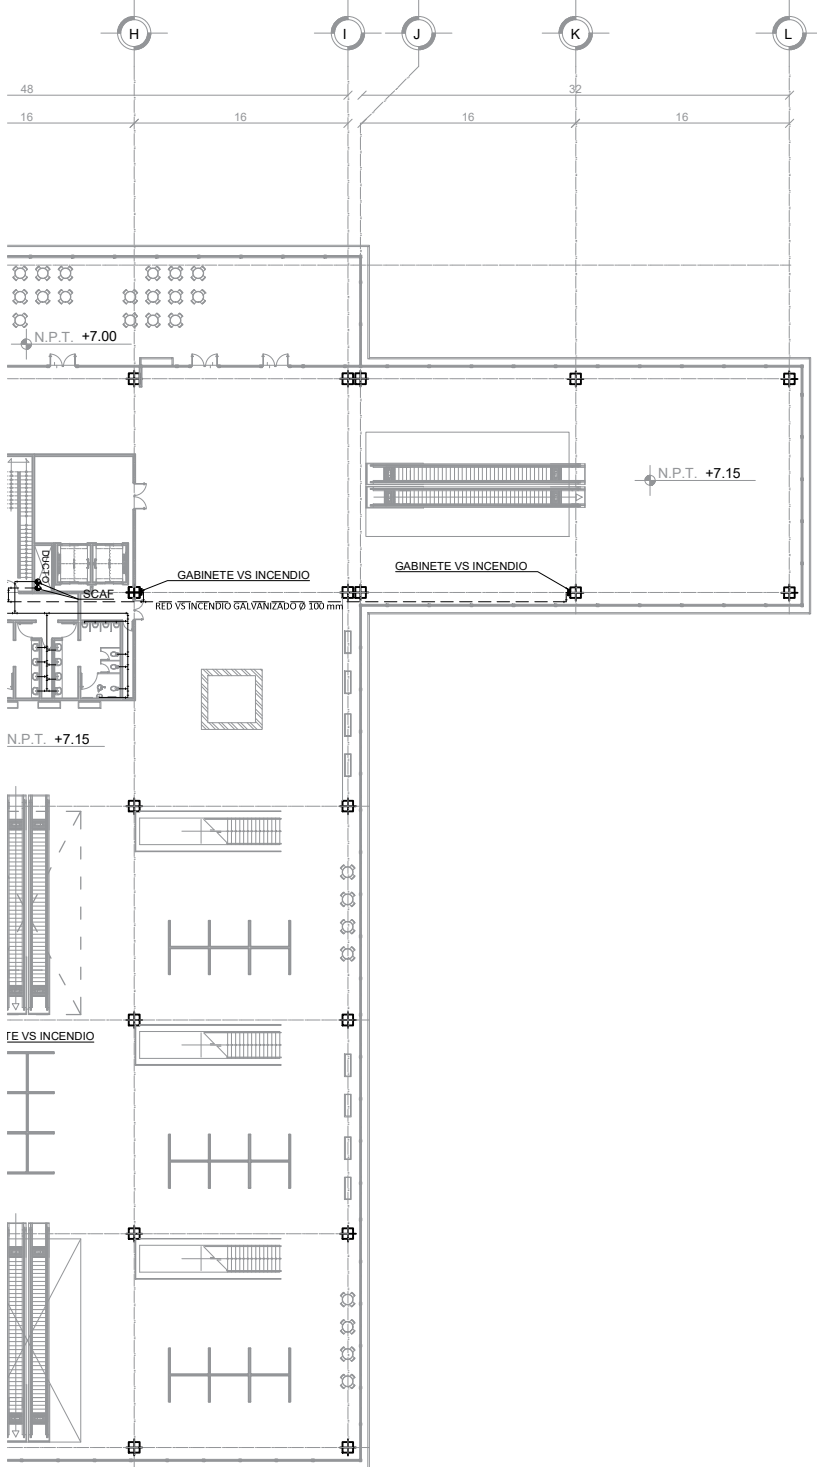 H I J K L
48 32
16 16 16 16
N.P.T. +7.00
N.P.T. +7.15
DUCTO
GABINETE VS INCENDIO
GABINETE VS INCENDIO
SCAF
RED VS INCENDIO GALVANIZADO Ø 100 mm
N.P.T. +7.15
TE VS INCENDIO